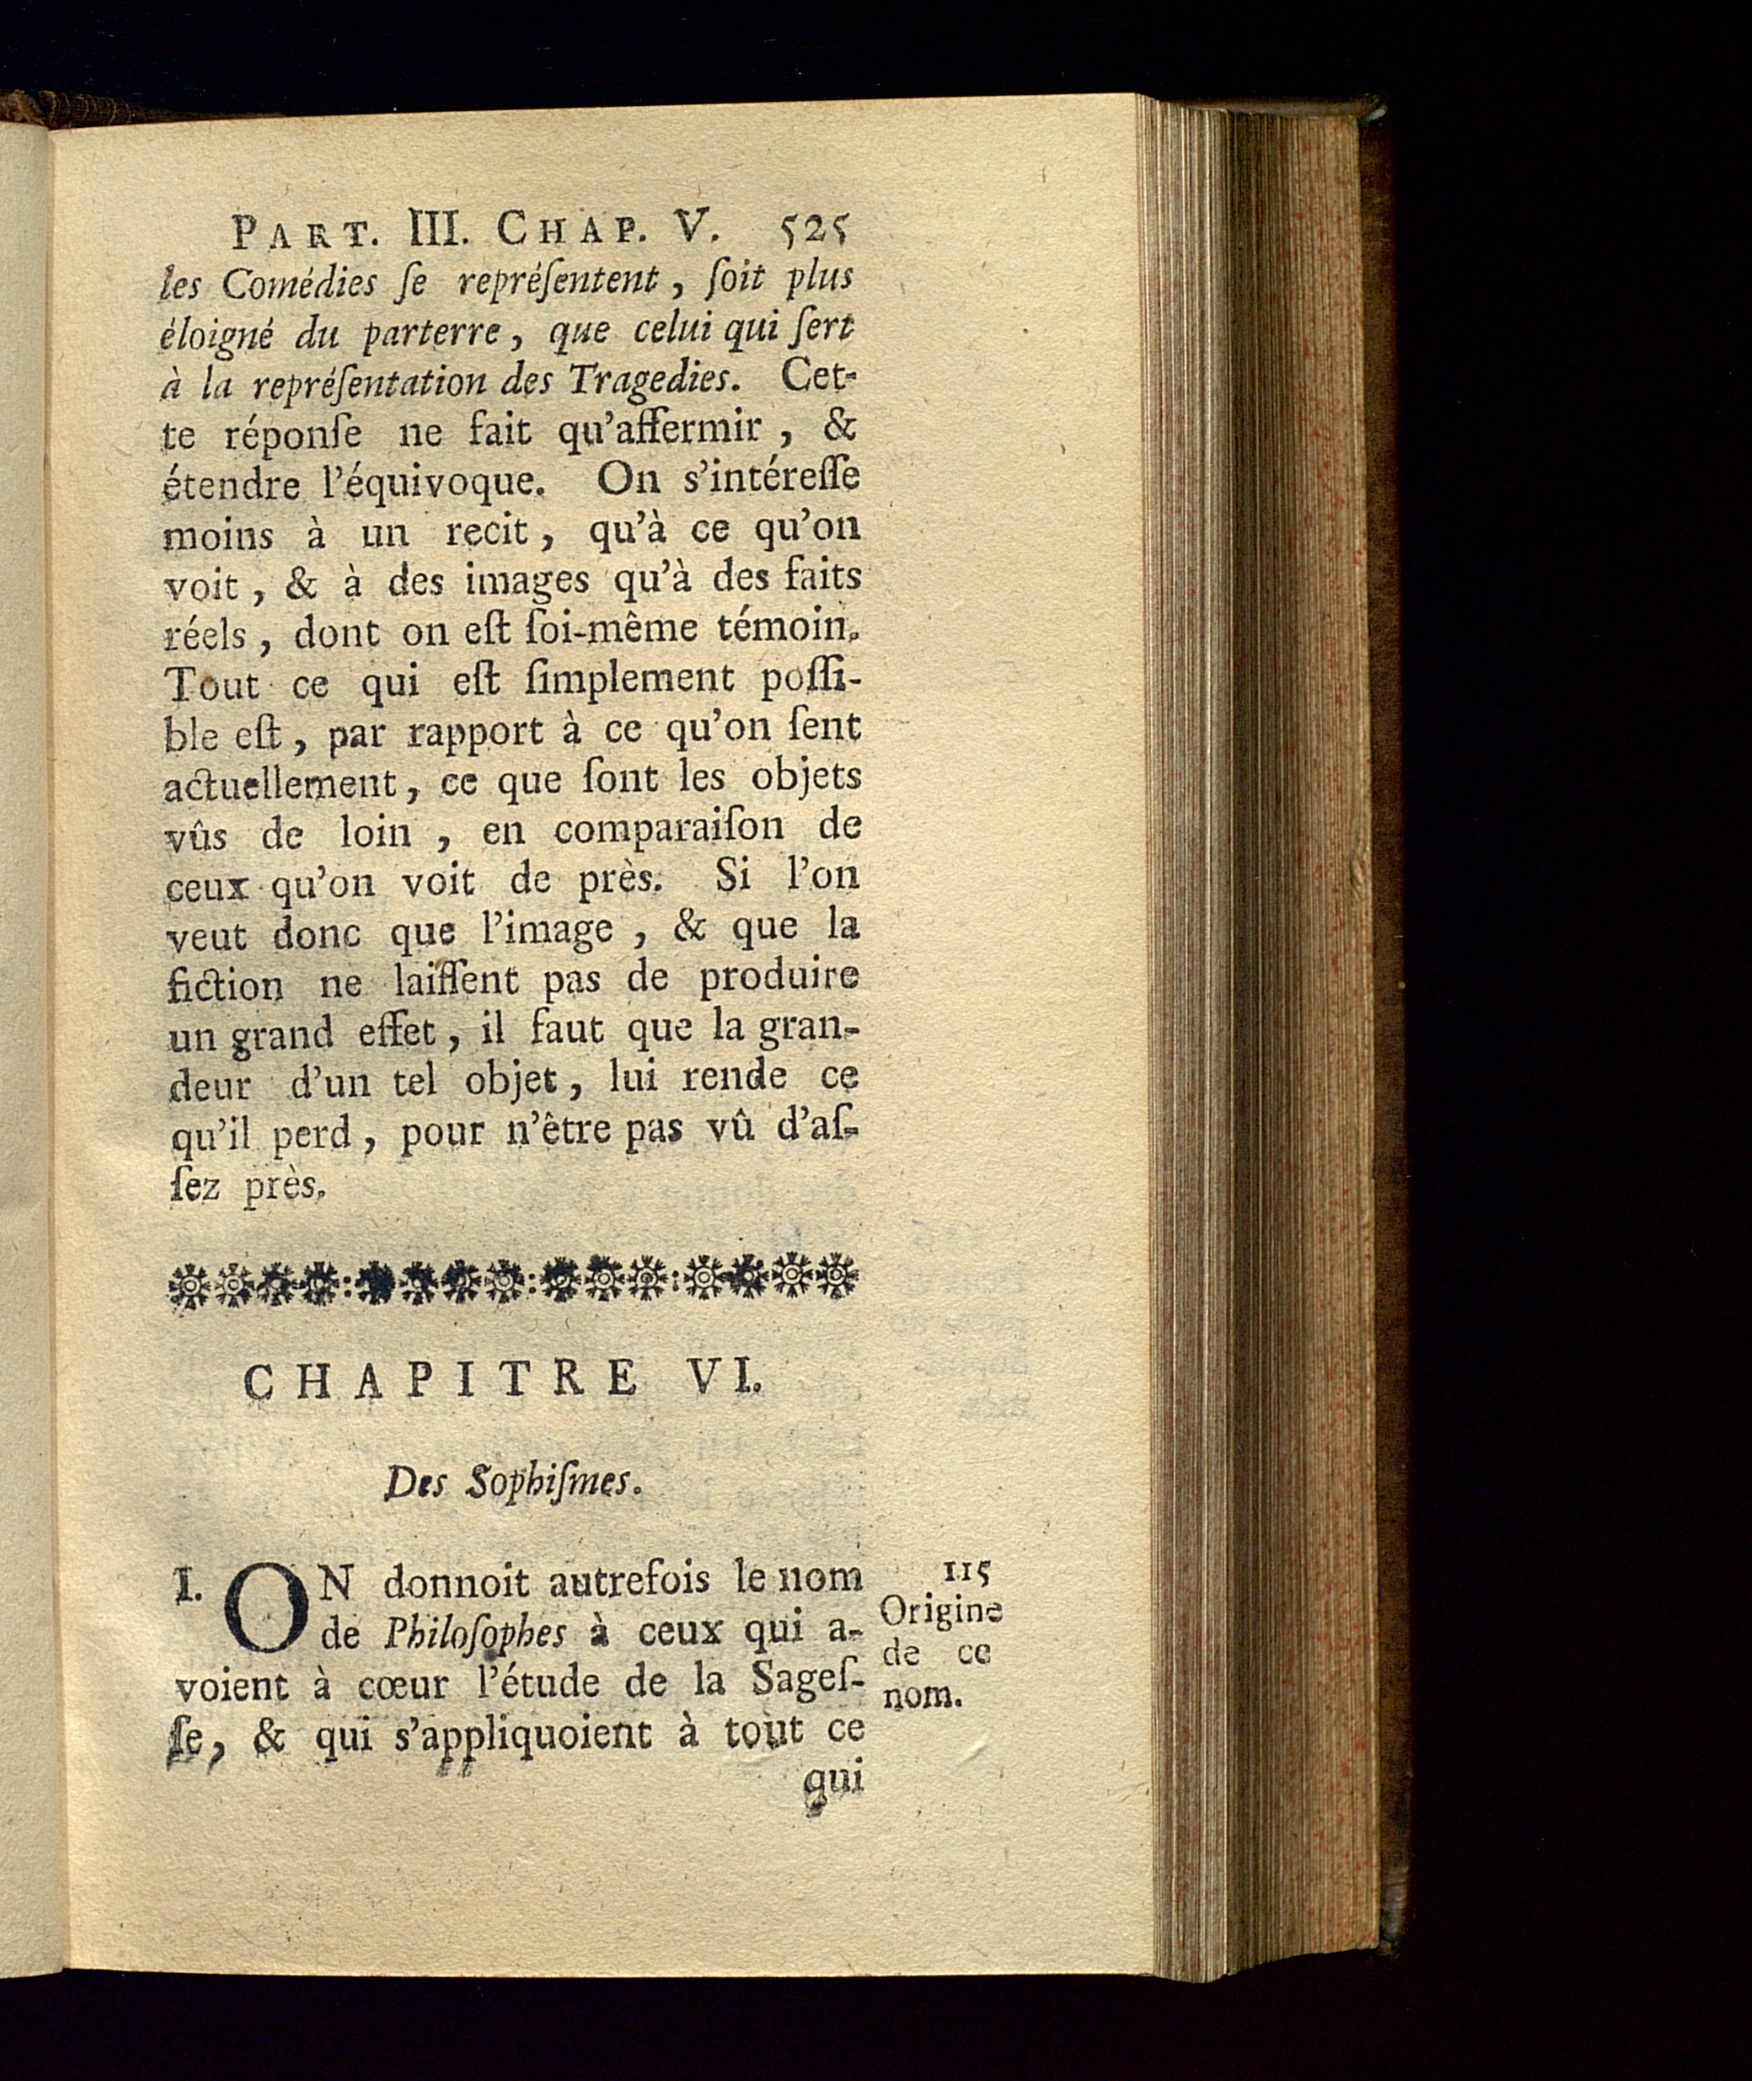 PART. III. CHAP. V. 525
les Comédies ſe repréſentent, ſoit plus
éloigné du parterre, que celui qui ſert
à la repréſentation des Tragedies. Cet-
te réponſe ne fait qu'affermir, &
étendre l'équivoque. On s'intéreſſe
moins à un recit, qu'à ce qu'on
voit, & à des images qu'à des faits
réels, dont on eſt ſoi-même témoin.
Tout ce qui eſt ſimplement poſſi-
ble eſt, par rapport à ce qu'on ſent
actuellement, ce que ſont les objets
vûs de loin, en comparaiſon de
ceux qu'on voit de près. Si l'on
veut donc que l'image, & que la
fiction ne laiſſent pas de produire
un grand effet, il faut que la gran-
deur d'un tel objet, lui rende ce
qu'il perd, pour n'être pas vû d'aſ-
ſez près.
CHAPITRE VI.
Des Sophiſmes.
I. ON donnoit autrefois le nom
de Philoſophes à ceux qui a-
voient à cœur l'étude de la Sageſ-
ſe, & qui s'appliquoient à tout ce
qui
115
Origine
de ce
nom.